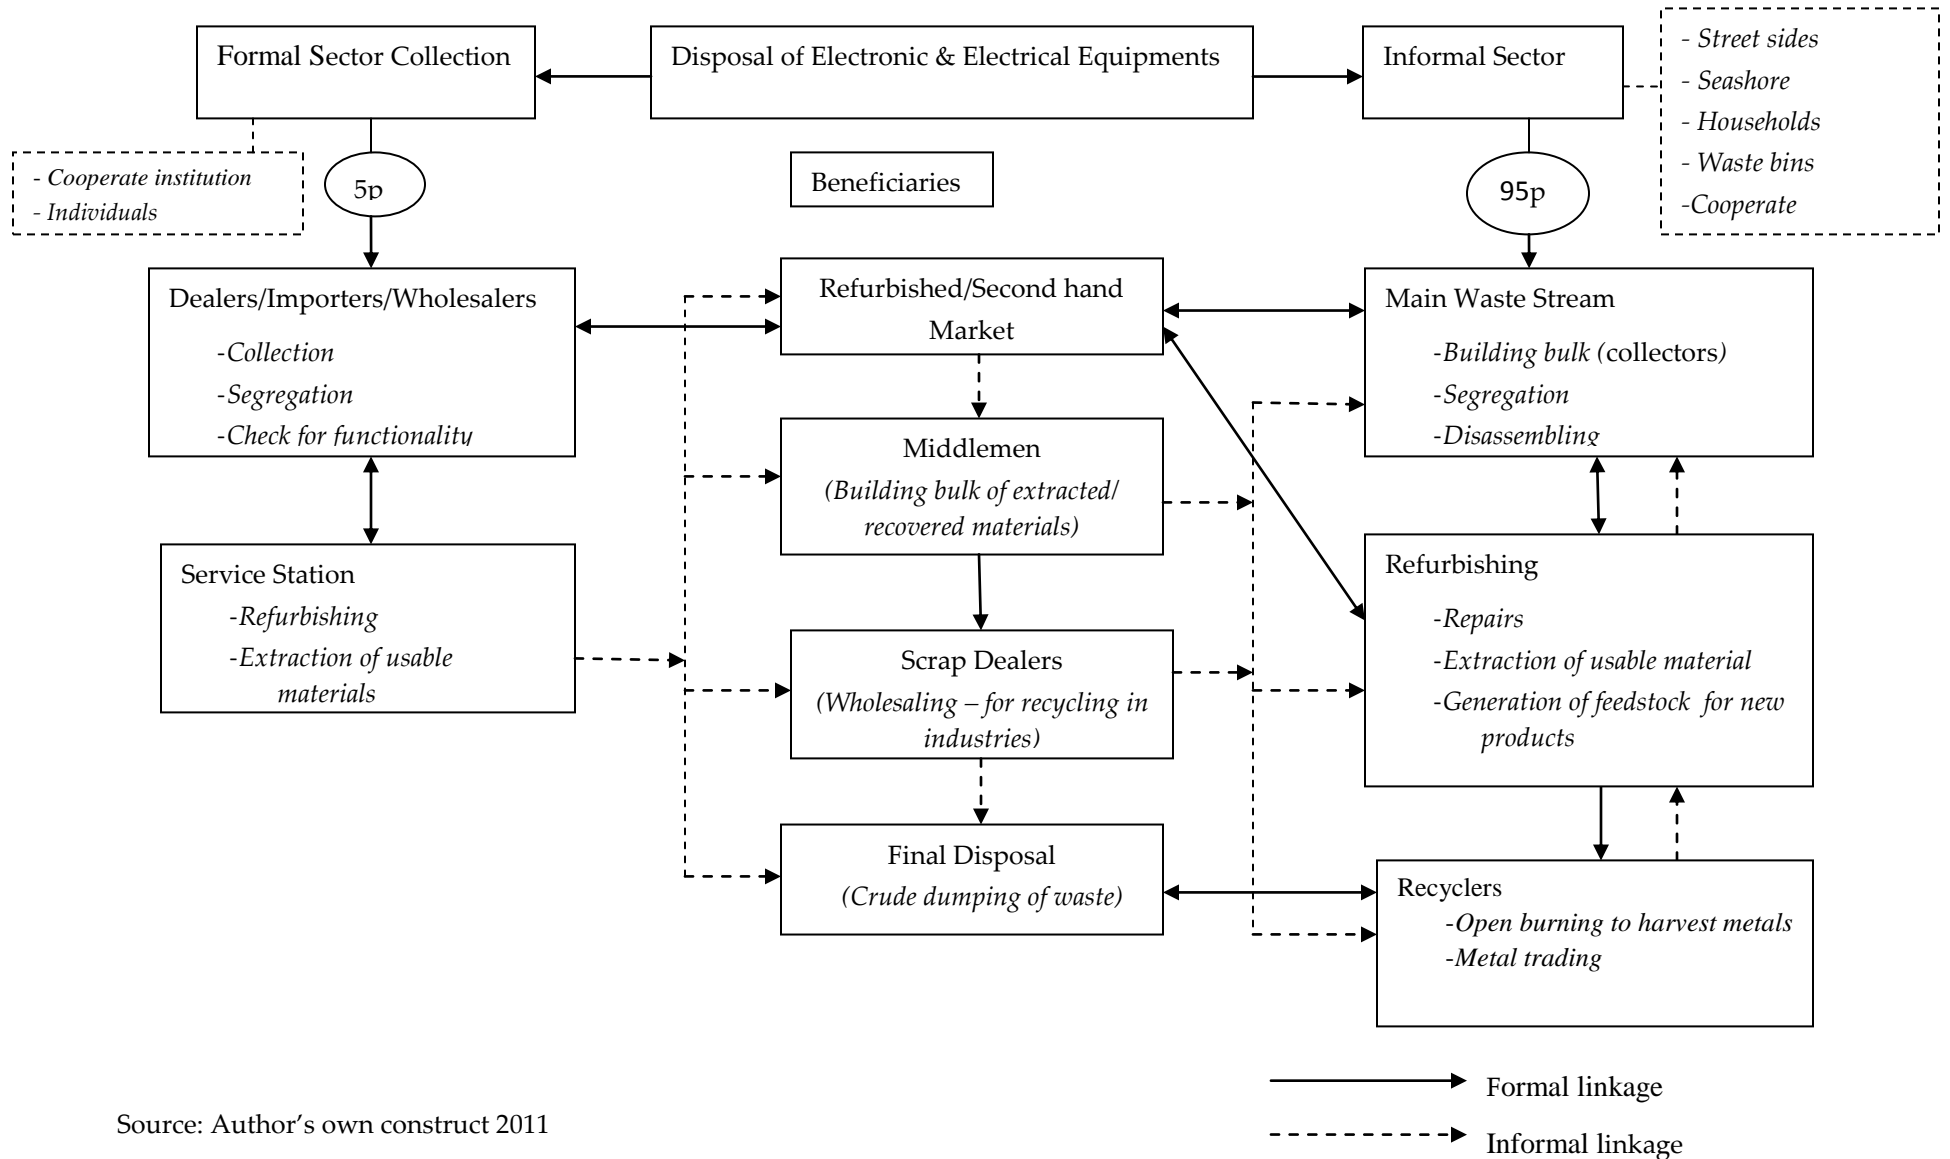 Formal Sector Collection
Disposal of Electronic & Electrical Equipments
Informal Sector
- Street sides
- Seashore
- Households
- Waste bins
-Cooperate
- Cooperate institution
- Individuals
5p
Beneficiaries
95p
Dealers/Importers/Wholesalers
-Collection
-Segregation
-Check for functionality
Refurbished/Second hand
Market
Main Waste Stream
-Building bulk (collectors)
-Segregation
-Disassembling
Middlemen
(Building bulk of extracted/
recovered materials)
Service Station
-Refurbishing
-Extraction of usable
materials
Refurbishing
-Repairs
-Extraction of usable material
-Generation of feedstock for new
products
Scrap Dealers
(Wholesaling – for recycling in
industries)
Final Disposal
(Crude dumping of waste)
Recyclers
-Open burning to harvest metals
-Metal trading
Formal linkage
Informal linkage
Source: Author's own construct 2011